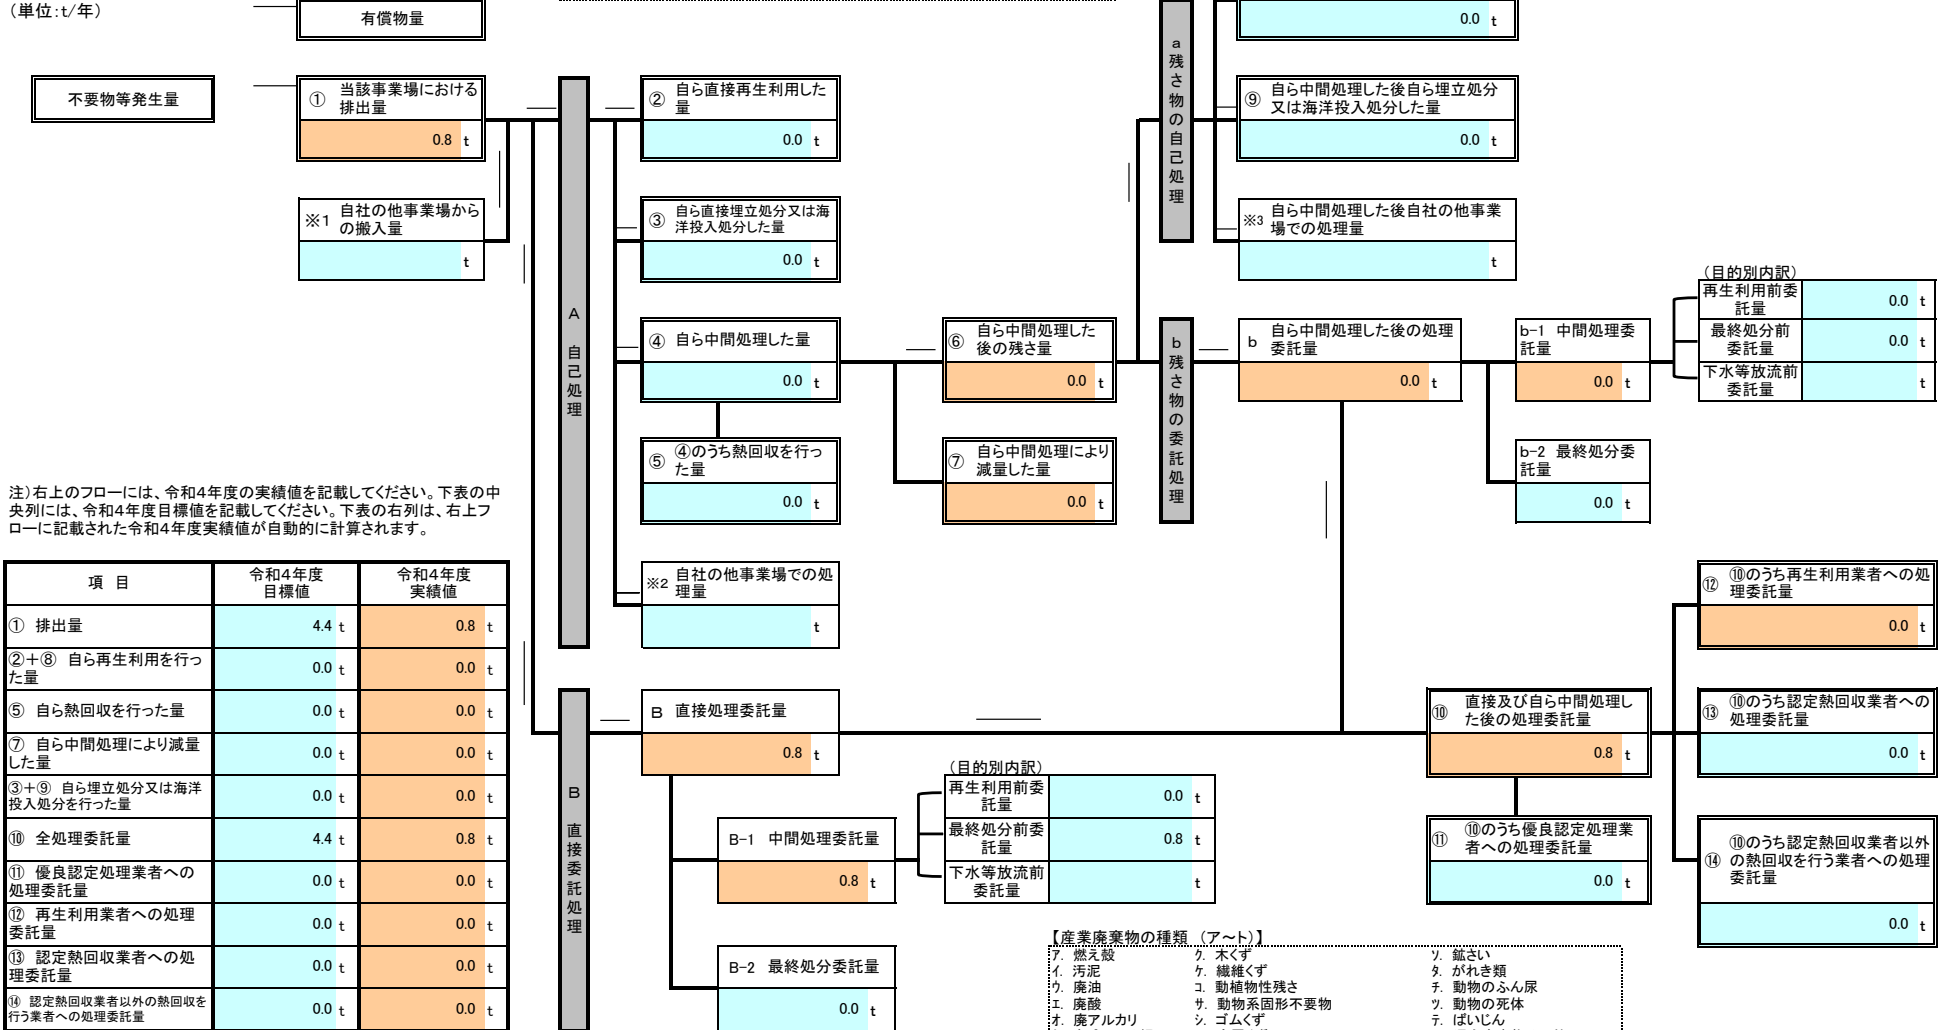 （単位：t/年）
有償物量
0.0 t
不要物等発生量
① 当該事業場における
排出量
0.8 t
※1 自社の他事業場から
の搬入量
t
A 自己処理
② 自ら直接再生利用した
量
0.0 t
③ 自ら直接埋立処分又は海
洋投入処分した量
0.0 t
④ 自ら中間処理した量
0.0 t
⑤ ④のうち熱回収を行っ
た量
0.0 t
※2 自社の他事業場での処
理量
t
⑥ 自ら中間処理した
後の残さ量
0.0 t
⑦ 自ら中間処理により
減量した量
0.0 t
a 残さ物の自己処理
⑨ 自ら中間処理した後自ら埋立処分
又は海洋投入処分した量
0.0 t
※3 自ら中間処理した後自社の他事業
場での処理量
t
b 残さ物の委託処理
b 自ら中間処理した後の処理
委託量
0.0 t
b-1 中間処理委
託量
0.0 t
b-2 最終処分委
託量
0.0 t
（目的別内訳）
再生利用前委
託量
0.0 t
最終処分前
委託量
0.0 t
下水等放流前
委託量
t
注）右上のフローには、令和4年度の実績値を記載してください。下表の中
央列には、令和4年度目標値を記載してください。下表の右列は、右上フ
ローに記載された令和4年度実績値が自動的に計算されます。
項 目 令和4年度 目標値 令和4年度 実績値
① 排出量 4.4 t 0.8 t
②＋⑧ 自ら再生利用を行っ
た量 0.0 t 0.0 t
⑤ 自ら熱回収を行った量 0.0 t 0.0 t
⑦ 自ら中間処理により減量
した量 0.0 t 0.0 t
③＋⑨ 自ら埋立処分又は海洋
投入処分を行った量 0.0 t 0.0 t
⑩ 全処理委託量 4.4 t 0.8 t
⑪ 優良認定処理業者への
処理委託量 0.0 t 0.0 t
⑫ 再生利用業者への処理
委託量 0.0 t 0.0 t
⑬ 認定熱回収業者への処
理委託量 0.0 t 0.0 t
⑭ 認定熱回収業者以外の熱回収を
行う業者への処理委託量 0.0 t 0.0 t
B 直接委託処理
B 直接処理委託量
0.8 t
B-1 中間処理委託量
0.8 t
B-2 最終処分委託量
0.0 t
（目的別内訳）
再生利用前委
託量
0.0 t
最終処分前委
託量
0.8 t
下水等放流前
委託量
t
⑩ 直接及び自ら中間処理し
た後の処理委託量
0.8 t
⑪ ⑩のうち優良認定処理業
者への処理委託量
0.0 t
⑫ ⑩のうち再生利用業者への処
理委託量
0.0 t
⑬ ⑩のうち認定熱回収業者への
処理委託量
0.0 t
⑭ ⑩のうち認定熱回収業者以外
の熱回収を行う業者への処理
委託量
0.0 t
【産業廃棄物の種類 （ア～ト）】
ア. 燃え殻 ク. 木くず ソ. 鉱さい
イ. 汚泥 ケ. 繊維くず タ. がれき類
ウ. 廃油 コ. 動植物性残さ チ. 動物のふん尿
エ. 廃酸 サ. 動物系固形不要物 ツ. 動物の死体
オ. 廃アルカリ シ. ゴムくず テ. ばいじん